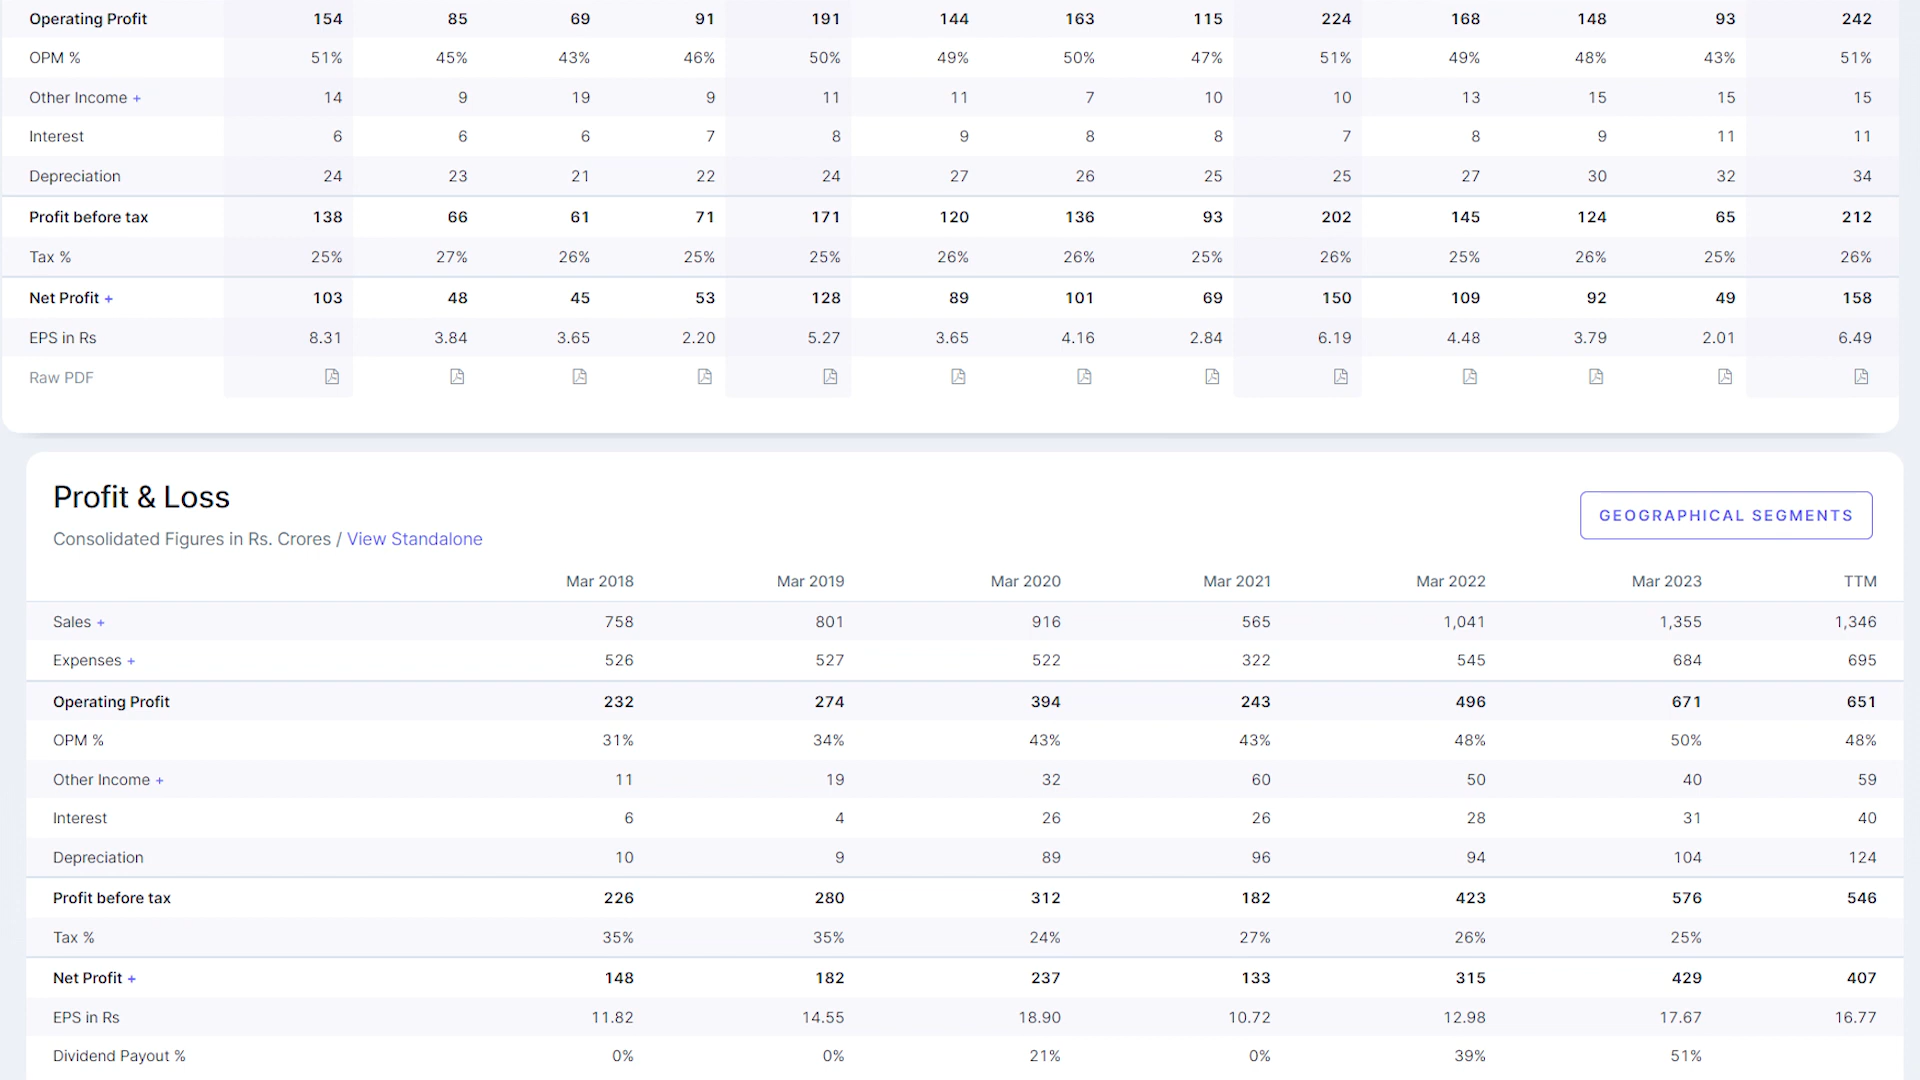 Operating Profit 154 85 69 91 191 144 163 115 224 168 148 93 242
OPM % 51% 45% 43% 46% 50% 49% 50% 47% 51% 49% 48% 43% 51%
Other Income + 14 9 19 9 11 11 7 10 10 13 15 15 15
Interest 6 6 6 7 8 9 8 8 7 8 9 11 11
Depreciation 24 23 21 22 24 27 26 25 25 27 30 32 34
Profit before tax 138 66 61 71 171 120 136 93 202 145 124 65 212
Tax % 25% 27% 26% 25% 25% 26% 26% 25% 26% 25% 26% 25% 26%
Net Profit + 103 48 45 53 128 89 101 69 150 109 92 49 158
EPS in Rs 8.31 3.84 3.65 2.20 5.27 3.65 4.16 2.84 6.19 4.48 3.79 2.01 6.49
Raw PDF
Profit & Loss
GEOGRAPHICAL SEGMENTS
Consolidated Figures in Rs. Crores / View Standalone
Mar 2018 Mar 2019 Mar 2020 Mar 2021 Mar 2022 Mar 2023 TTM
Sales + 758 801 916 565 1,041 1,355 1,346
Expenses + 526 527 522 322 545 684 695
Operating Profit 232 274 394 243 496 671 651
OPM % 31% 34% 43% 43% 48% 50% 48%
Other Income + 11 19 32 60 50 40 59
Interest 6 4 26 26 28 31 40
Depreciation 10 9 89 96 94 104 124
Profit before tax 226 280 312 182 423 576 546
Tax % 35% 35% 24% 27% 26% 25%
Net Profit + 148 182 237 133 315 429 407
EPS in Rs 11.82 14.55 18.90 10.72 12.98 17.67 16.77
Dividend Payout % 0% 0% 21% 0% 39% 51%